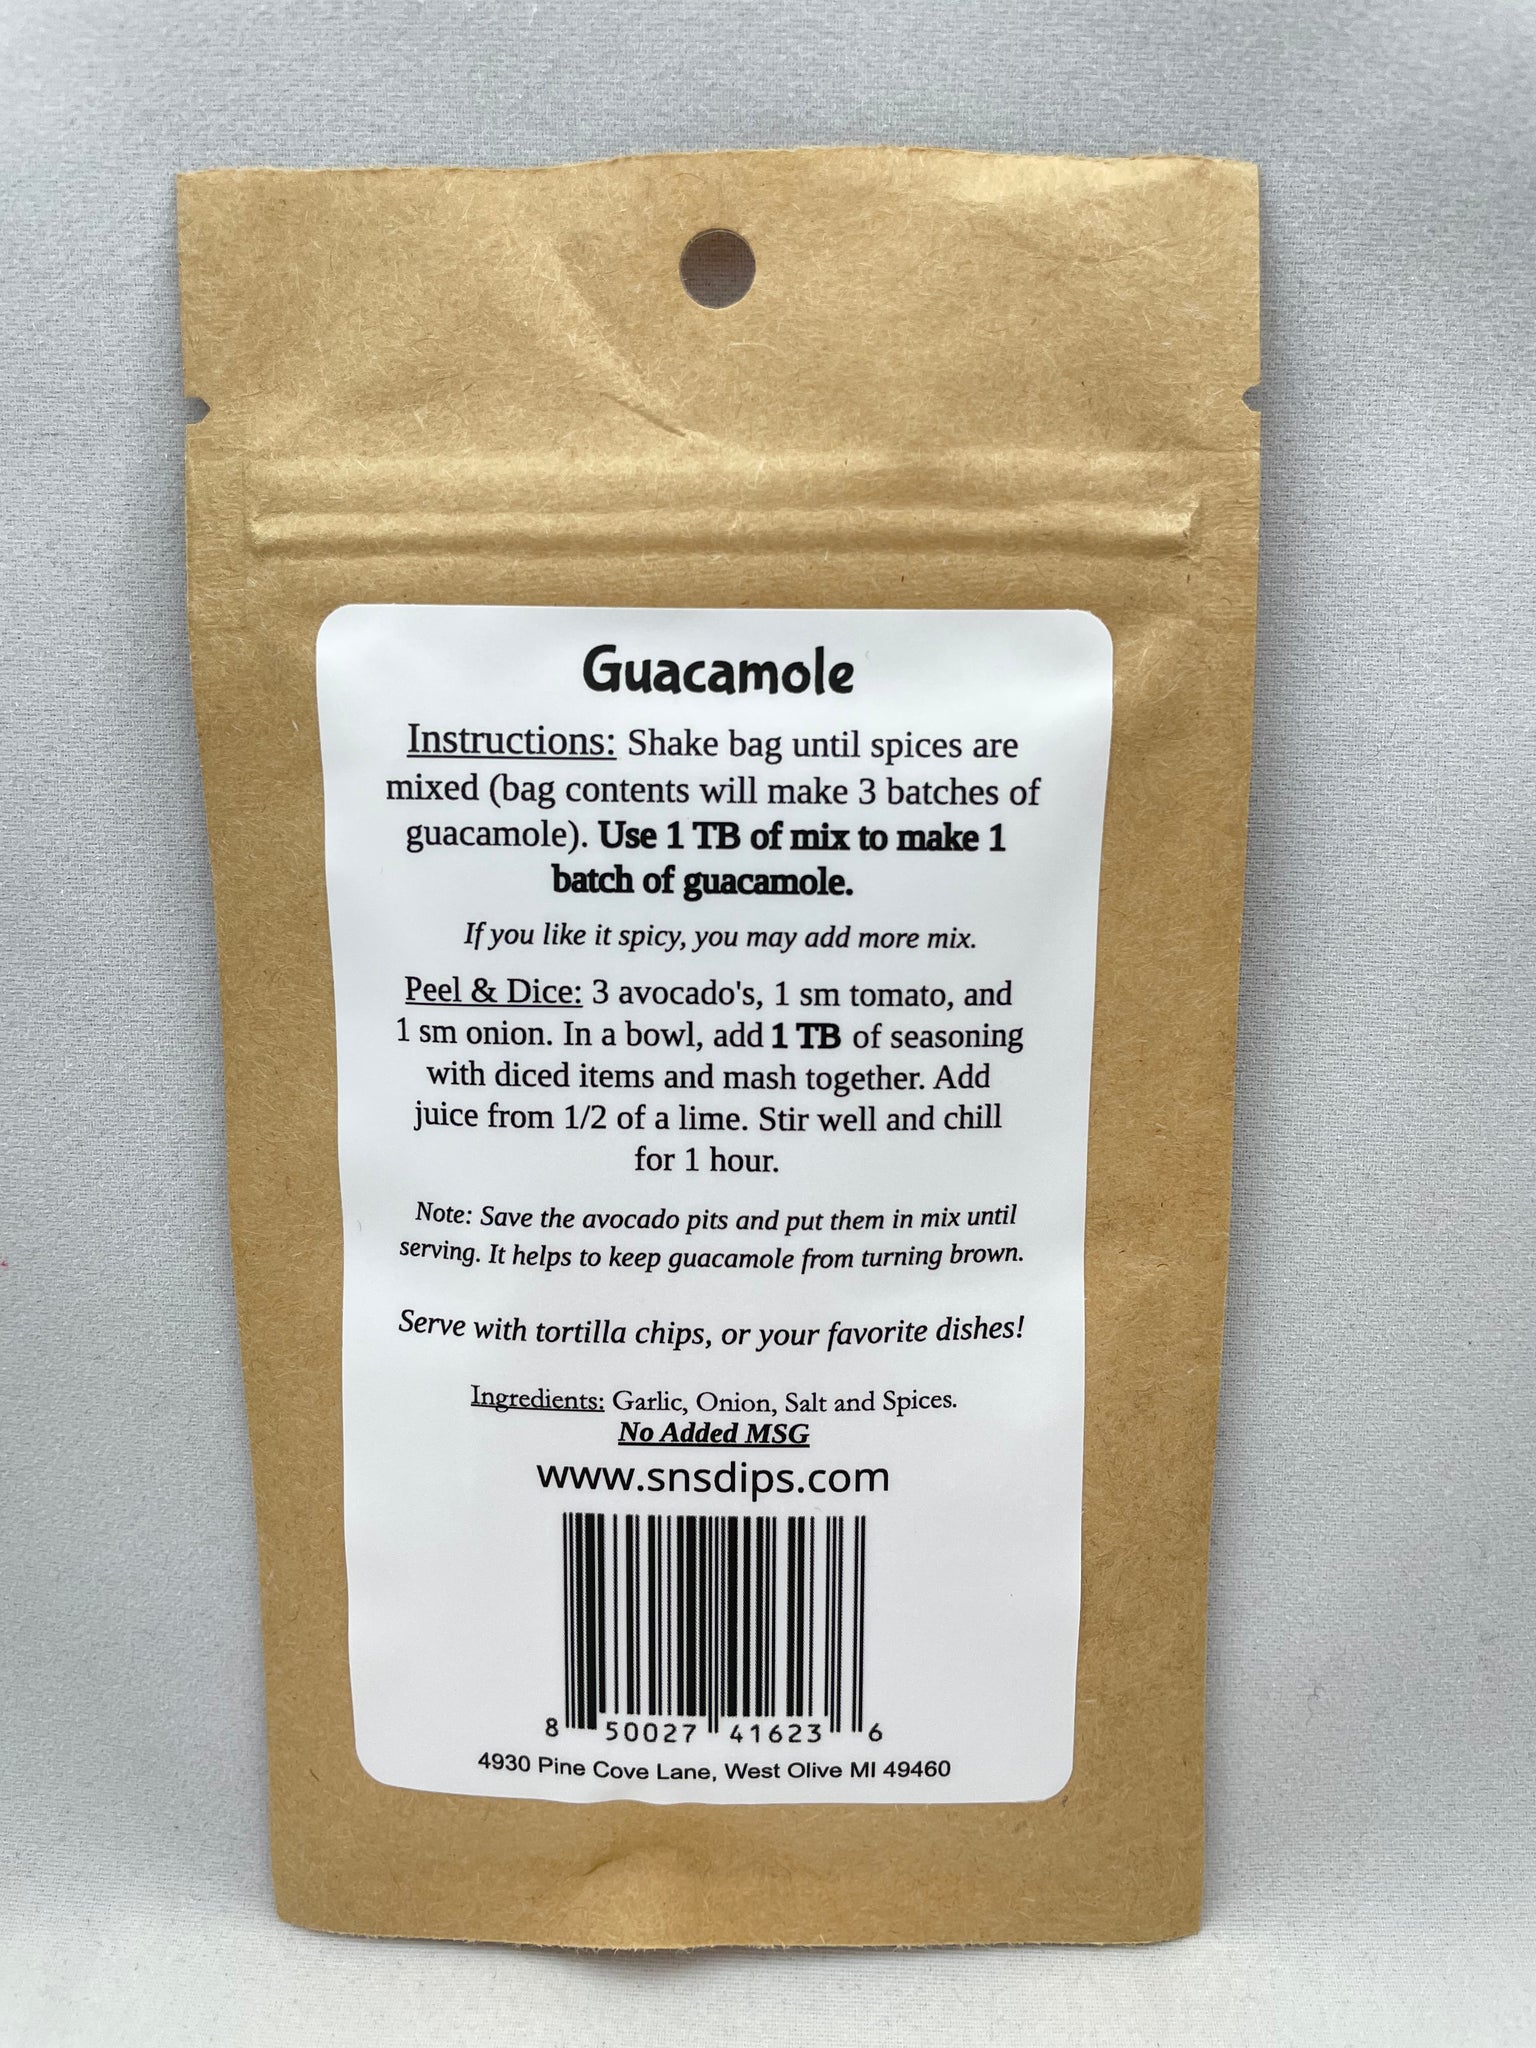 Guacamole
Instructions: Shake bag until spices are
mixed (bag contents will make 3 batches of
guacamole). Use 1 TB of mix to make 1
batch of guacamole.
If you like it spicy, you may add more mix.
Peel & Dice: 3 avocado's, 1 sm tomato, and
1 sm onion. In a bowl, add 1 TB of seasoning
with diced items and mash together. Add
juice from 1/2 of a lime. Stir well and chill
for 1 hour.
Note: Save the avocado pits and put them in mix until
serving. It helps to keep guacamole from turning brown.
Serve with tortilla chips, or your favorite dishes!
Ingredients: Garlic, Onion, Salt and Spices.
No Added MSG
www.snsdips.com
8 50027 41623 6
4930 Pine Cove Lane, West Olive MI 49460